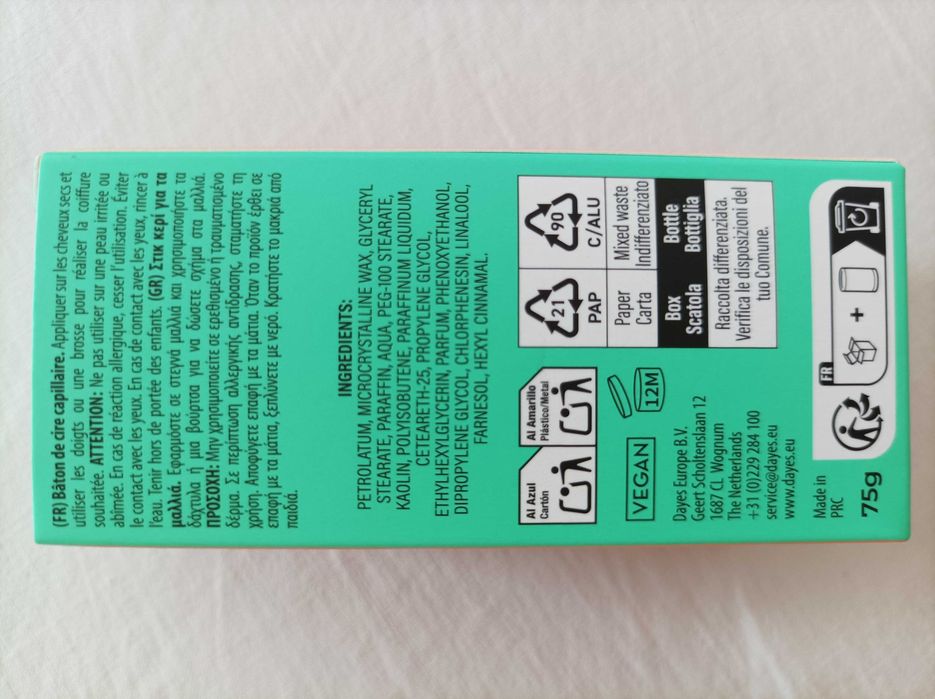 (FR) Bâton de cire capillaire. Appliquer sur les cheveux secs et
utiliser les doigts ou une brosse pour réaliser la coiffure
souhaitée. ATTENTION: Ne pas utiliser sur une peau irritée ou
abîmée. En cas de réaction allergique, cesser l'utilisation. Éviter
le contact avec les yeux. En cas de contact avec les yeux, rincer à
l'eau. Tenir hors de portée des enfants. (GR) Στικ κερί για τα
μαλλιά. Εφαρμόστε σε στεγνά μαλλιά και χρησιμοποιήστε τα
δάχτυλα ή μια βούρτσα για να δώσετε σχήμα στα μαλλιά.
ΠΡΟΣΟΧΗ: Μην χρησιμοποιείτε σε ερεθισμένο ή τραυματισμένο
δέρμα. Σε περίπτωση αλλεργικής αντίδρασης, σταματήστε τη
χρήση. Αποφύγετε επαφή με τα μάτια. Όταν το προϊόν έρθει σε
επαφή με τα μάτια, ξεπλύνετε με νερό. Κρατήστε το μακριά από
παιδιά.
INGREDIENTS:
PETROLATUM, MICROCRYSTALLINE WAX, GLYCERYL
STEARATE, PARAFFIN, AQUA, PEG-100 STEARATE,
KAOLIN, POLYISOBUTENE, PARAFFINUM LIQUIDUM,
CETEARETH-25, PROPYLENE GLYCOL,
ETHYLHEXYLGLYCERIN, PARFUM, PHENOXYETHANOL,
DIPROPYLENE GLYCOL, CHLORPHENESIN, LINALOOL,
FARNESOL, HEXYL CINNAMAL.
Al Azul
Cartón
Al Amarillo
Plástico/Metal
21
PAP
90
C/ALU
Paper
Carta
Mixed waste
Indifferenziato
Box
Scatola
Bottle
Bottiglia
Raccolta differenziata.
Verifica le disposizioni del
tuo Comune.
VEGAN
12M
Dayes Europe B.V.
Geert Scholtenslaan 12
1687 CL Wognum
The Netherlands
+31 (0)229 284 100
service@dayes.eu
www.dayes.eu
Made in
PRC
75g
FR
+